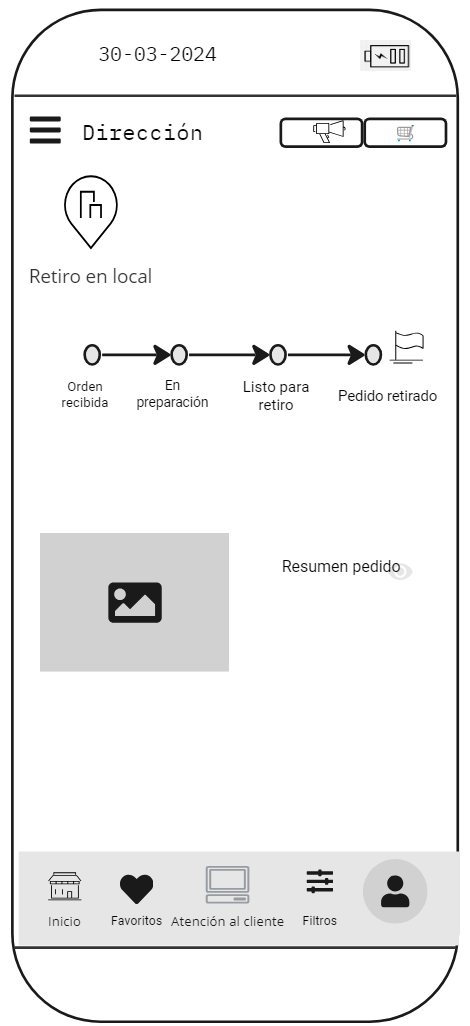 30-03-2024
Dirección
Retiro en local
Orden
recibida
En
preparación
Listo para
retiro
Pedido retirado
Resumen pedido
Inicio
Favoritos
Atención al cliente
Filtros